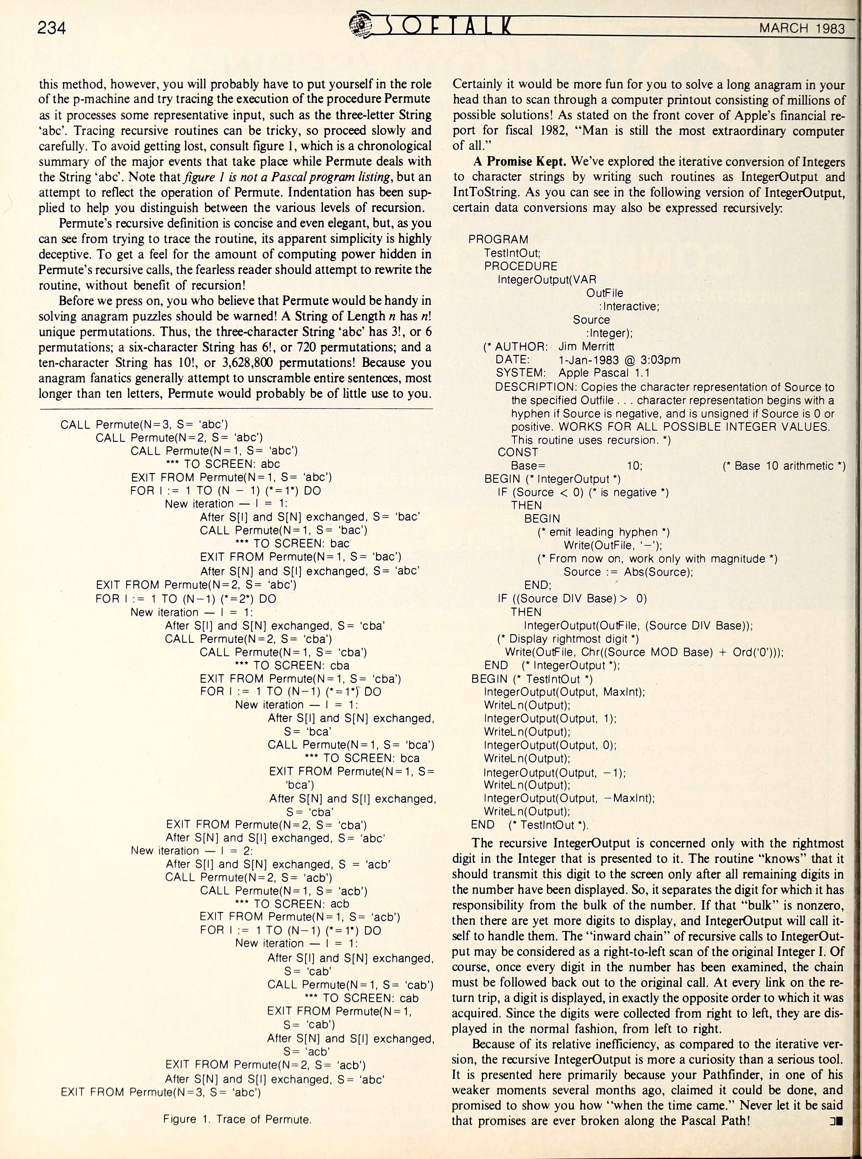 234
SOFTALK
MARCH 1983
this method, however, you will probably have to put yourself in the role
of the p-machine and try tracing the execution of the procedure Permute
as it processes some representative input, such as the three-letter String
'abc'. Tracing recursive routines can be tricky, so proceed slowly and
carefully. To avoid getting lost, consult figure 1, which is a chronological
summary of the major events that take place while Permute deals with
the String 'abc'. Note that figure 1 is not a Pascal program listing, but an
attempt to reflect the operation of Permute. Indentation has been sup-
plied to help you distinguish between the various levels of recursion.
Permute's recursive definition is concise and even elegant, but, as you
can see from trying to trace the routine, its apparent simplicity is highly
deceptive. To get a feel for the amount of computing power hidden in
Permute's recursive calls, the fearless reader should attempt to rewrite the
routine, without benefit of recursion!
Before we press on, you who believe that Permute would be handy in
solving anagram puzzles should be warned! A String of Length n has n!
unique permutations. Thus, the three-character String 'abc' has 3!, or 6
permutations; a six-character String has 6!, or 720 permutations; and a
ten-character String has 10!, or 3,628,800 permutations! Because you
anagram fanatics generally attempt to unscramble entire sentences, most
longer than ten letters, Permute would probably be of little use to you.
CALL Permute(N=3, S= 'abc')
CALL Permute(N=2, S= 'abc')
CALL Permute(N=1, S= 'abc')
*** TO SCREEN: abc
EXIT FROM Permute(N=1, S= 'abc')
FOR I := 1 TO (N - 1) (*=1*) DO
New iteration — I = 1:
After S[I] and S[N] exchanged, S= 'bac'
CALL Permute(N=1, S= 'bac')
*** TO SCREEN: bac
EXIT FROM Permute(N=1, S= 'bac')
After S[N] and S[I] exchanged, S= 'abc'
EXIT FROM Permute(N=2, S= 'abc')
FOR I := 1 TO (N-1) (*=2*) DO
New iteration — I = 1:
After S[I] and S[N] exchanged, S= 'cba'
CALL Permute(N=2, S= 'cba')
CALL Permute(N=1, S= 'cba')
*** TO SCREEN: cba
EXIT FROM Permute(N=1, S= 'cba')
FOR I := 1 TO (N-1) (*=1*) DO
New iteration — I = 1:
After S[I] and S[N] exchanged,
S= 'bca'
CALL Permute(N=1, S= 'bca')
*** TO SCREEN: bca
EXIT FROM Permute(N=1, S=
'bca')
After S[N] and S[I] exchanged,
S= 'cba'
EXIT FROM Permute(N=2, S= 'cba')
After S[N] and S[I] exchanged, S= 'abc'
New iteration — I = 2:
After S[I] and S[N] exchanged, S = 'acb'
CALL Permute(N=2, S= 'acb')
CALL Permute(N=1, S= 'acb')
*** TO SCREEN: acb
EXIT FROM Permute(N=1, S= 'acb')
FOR I := 1 TO (N-1) (*=1*) DO
New iteration — I = 1:
After S[I] and S[N] exchanged,
S= 'cab'
CALL Permute(N=1, S= 'cab')
*** TO SCREEN: cab
EXIT FROM Permute(N=1,
S= 'cab')
After S[N] and S[I] exchanged,
S= 'acb'
EXIT FROM Permute(N=2, S= 'acb')
After S[N] and S[I] exchanged, S= 'abc'
EXIT FROM Permute(N=3, S= 'abc')
Figure 1. Trace of Permute.
Certainly it would be more fun for you to solve a long anagram in your
head than to scan through a computer printout consisting of millions of
possible solutions! As stated on the front cover of Apple's financial re-
port for fiscal 1982, "Man is still the most extraordinary computer
of all."
A Promise Kept. We've explored the iterative conversion of Integers
to character strings by writing such routines as IntegerOutput and
IntToString. As you can see in the following version of IntegerOutput,
certain data conversions may also be expressed recursively:
PROGRAM
TestIntOut;
PROCEDURE
IntegerOutput(VAR
OutFile
:Interactive;
Source
:Integer);
(* AUTHOR: Jim Merritt
DATE: 1-Jan-1983 @ 3:03pm
SYSTEM: Apple Pascal 1.1
DESCRIPTION: Copies the character representation of Source to
the specified Outfile . . . character representation begins with a
hyphen if Source is negative, and is unsigned if Source is 0 or
positive. WORKS FOR ALL POSSIBLE INTEGER VALUES.
This routine uses recursion. *)
CONST
Base= 10; (* Base 10 arithmetic *)
BEGIN (* IntegerOutput *)
IF (Source < 0) (* is negative *)
THEN
BEGIN
(* emit leading hyphen *)
Write(OutFile, '-');
(* From now on, work only with magnitude *)
Source := Abs(Source);
END;
IF ((Source DIV Base) > 0)
THEN
IntegerOutput(OutFile, (Source DIV Base));
(* Display rightmost digit *)
Write(OutFile, Chr((Source MOD Base) + Ord('0')));
END (* IntegerOutput *);
BEGIN (* TestIntOut *)
IntegerOutput(Output, MaxInt);
WriteLn(Output);
IntegerOutput(Output, 1);
WriteLn(Output);
IntegerOutput(Output, 0);
WriteLn(Output);
IntegerOutput(Output, -1);
WriteLn(Output);
IntegerOutput(Output, -MaxInt);
WriteLn(Output);
END (* TestIntOut *).
The recursive IntegerOutput is concerned only with the rightmost
digit in the Integer that is presented to it. The routine "knows" that it
should transmit this digit to the screen only after all remaining digits in
the number have been displayed. So, it separates the digit for which it has
responsibility from the bulk of the number. If that "bulk" is nonzero,
then there are yet more digits to display, and IntegerOutput will call it-
self to handle them. The "inward chain" of recursive calls to IntegerOut-
put may be considered as a right-to-left scan of the original Integer I. Of
course, once every digit in the number has been examined, the chain
must be followed back out to the original call. At every link on the re-
turn trip, a digit is displayed, in exactly the opposite order to which it was
acquired. Since the digits were collected from right to left, they are dis-
played in the normal fashion, from left to right.
Because of its relative inefficiency, as compared to the iterative ver-
sion, the recursive IntegerOutput is more a curiosity than a serious tool.
It is presented here primarily because your Pathfinder, in one of his
weaker moments several months ago, claimed it could be done, and
promised to show you how "when the time came." Never let it be said
that promises are ever broken along the Pascal Path!